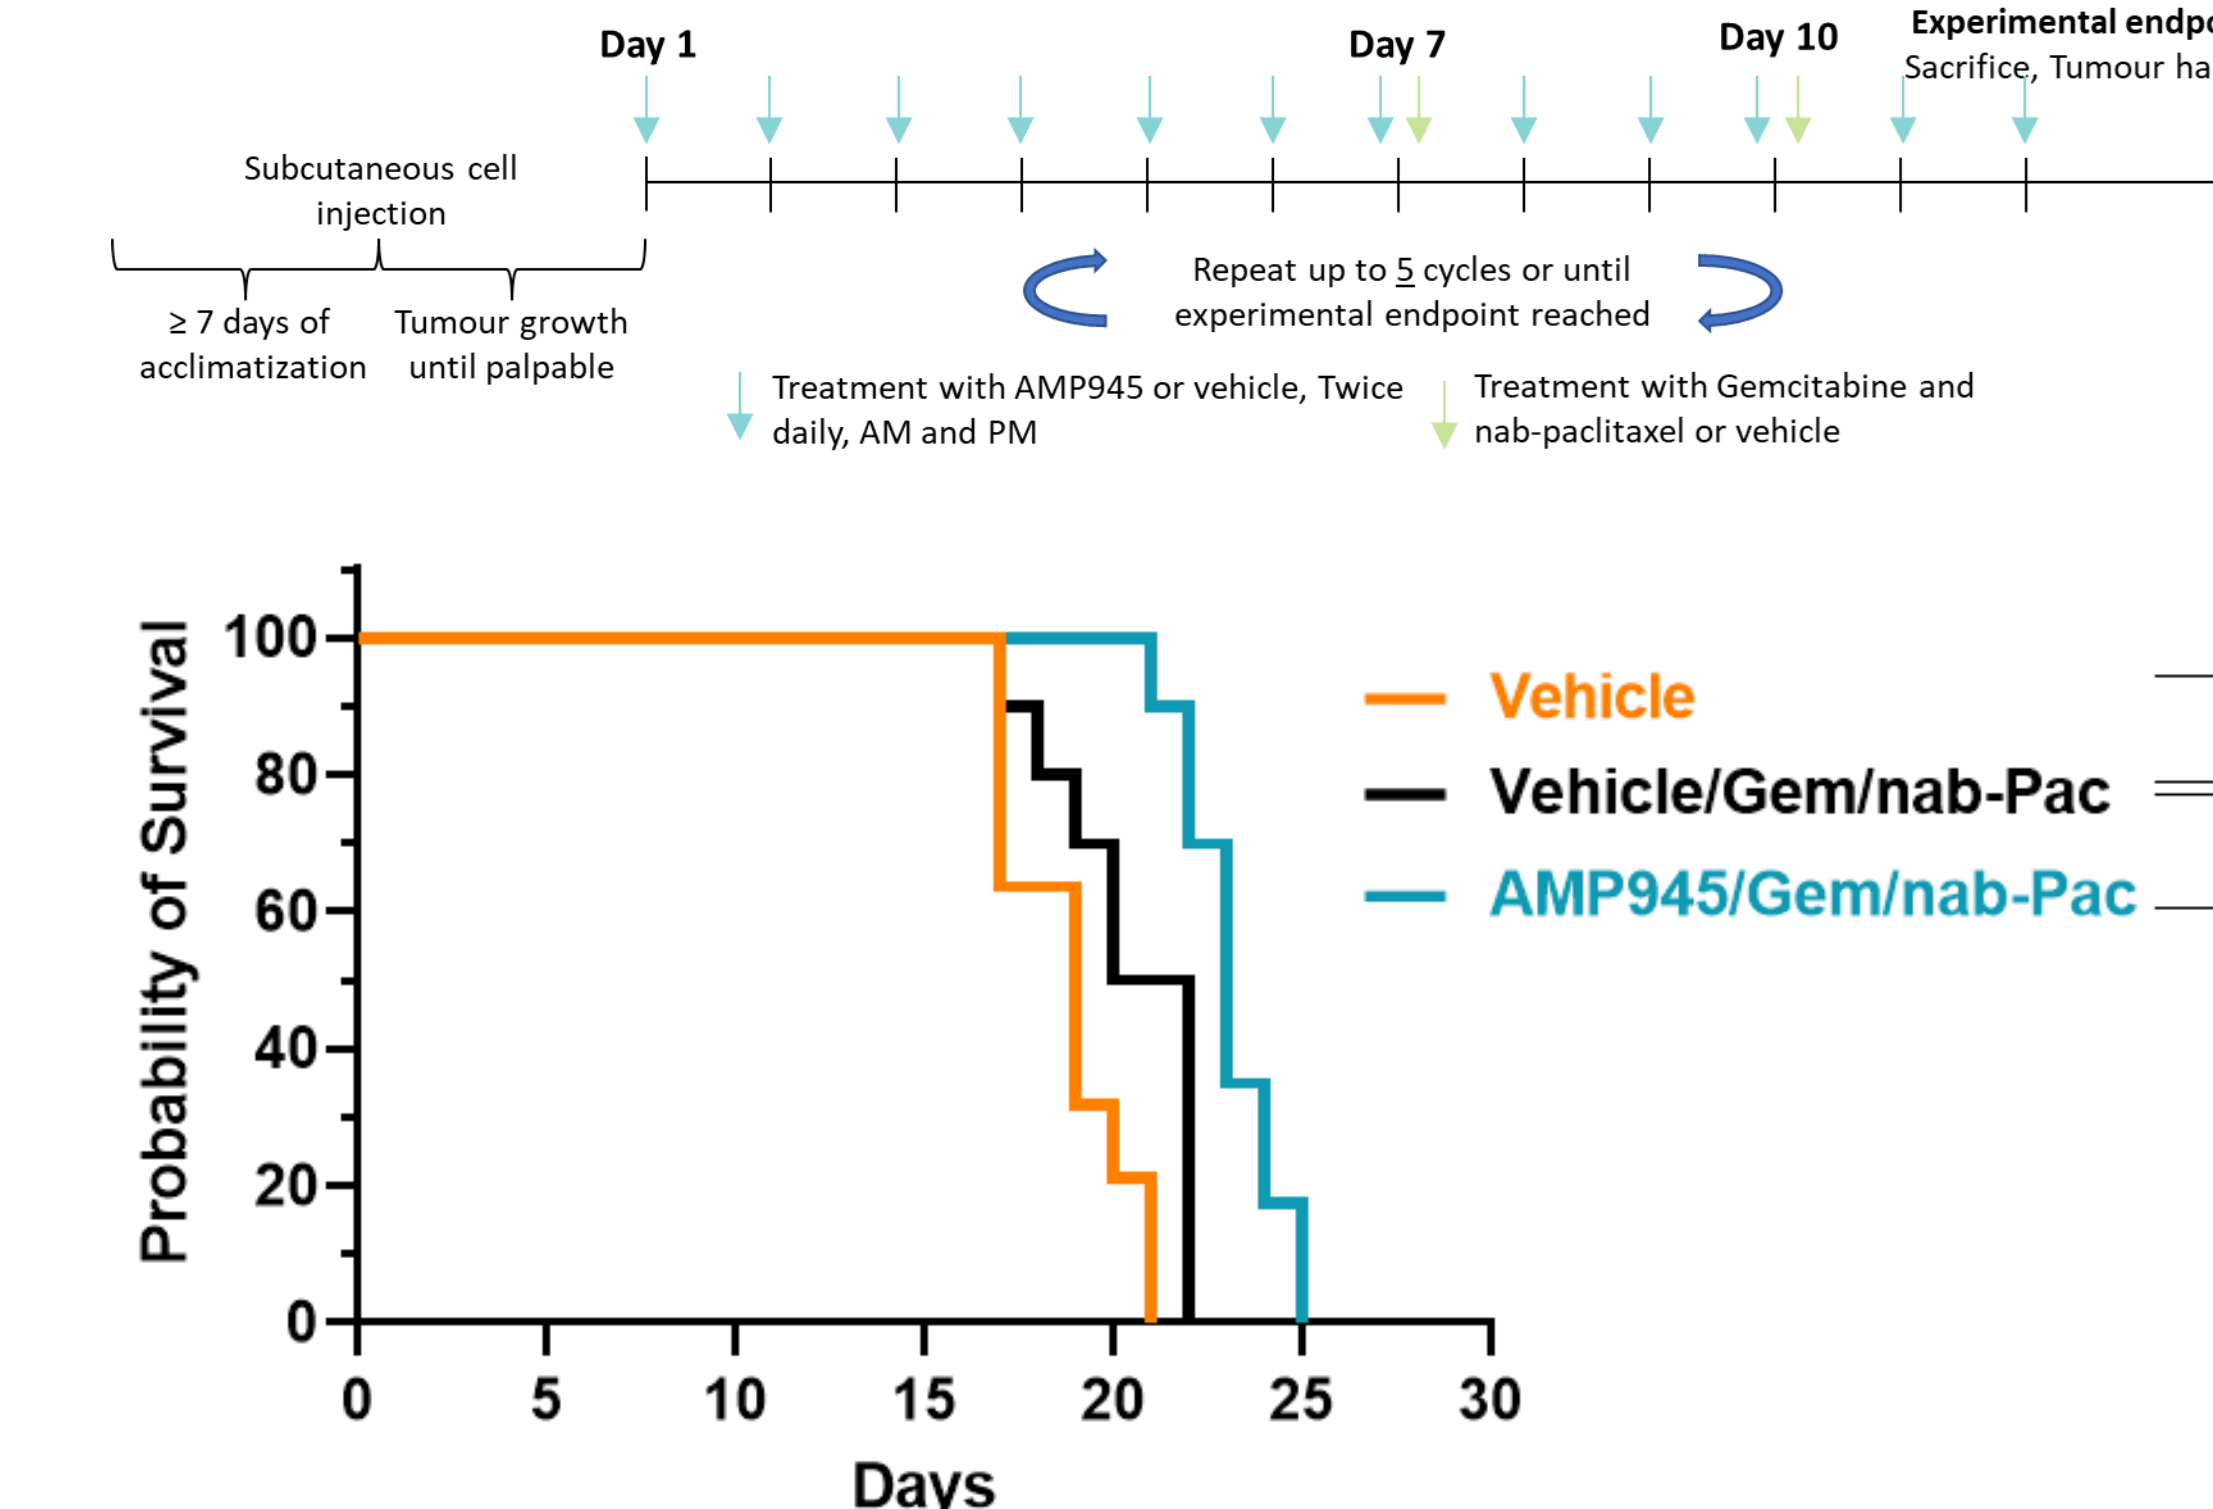 Day 1
Day 7
Day 10
Experimental endpo
Sacrifice, Tumour ha
Subcutaneous cell
injection
≥ 7 days of
acclimatization
Tumour growth
until palpable
Repeat up to 5 cycles or until
experimental endpoint reached
Treatment with AMP945 or vehicle, Twice
daily, AM and PM
Treatment with Gemcitabine and
nab-paclitaxel or vehicle
Probability of Survival
100
80
60
40
20
0
0 5 10 15 20 25 30
Days
Vehicle
Vehicle/Gem/nab-Pac
AMP945/Gem/nab-Pac